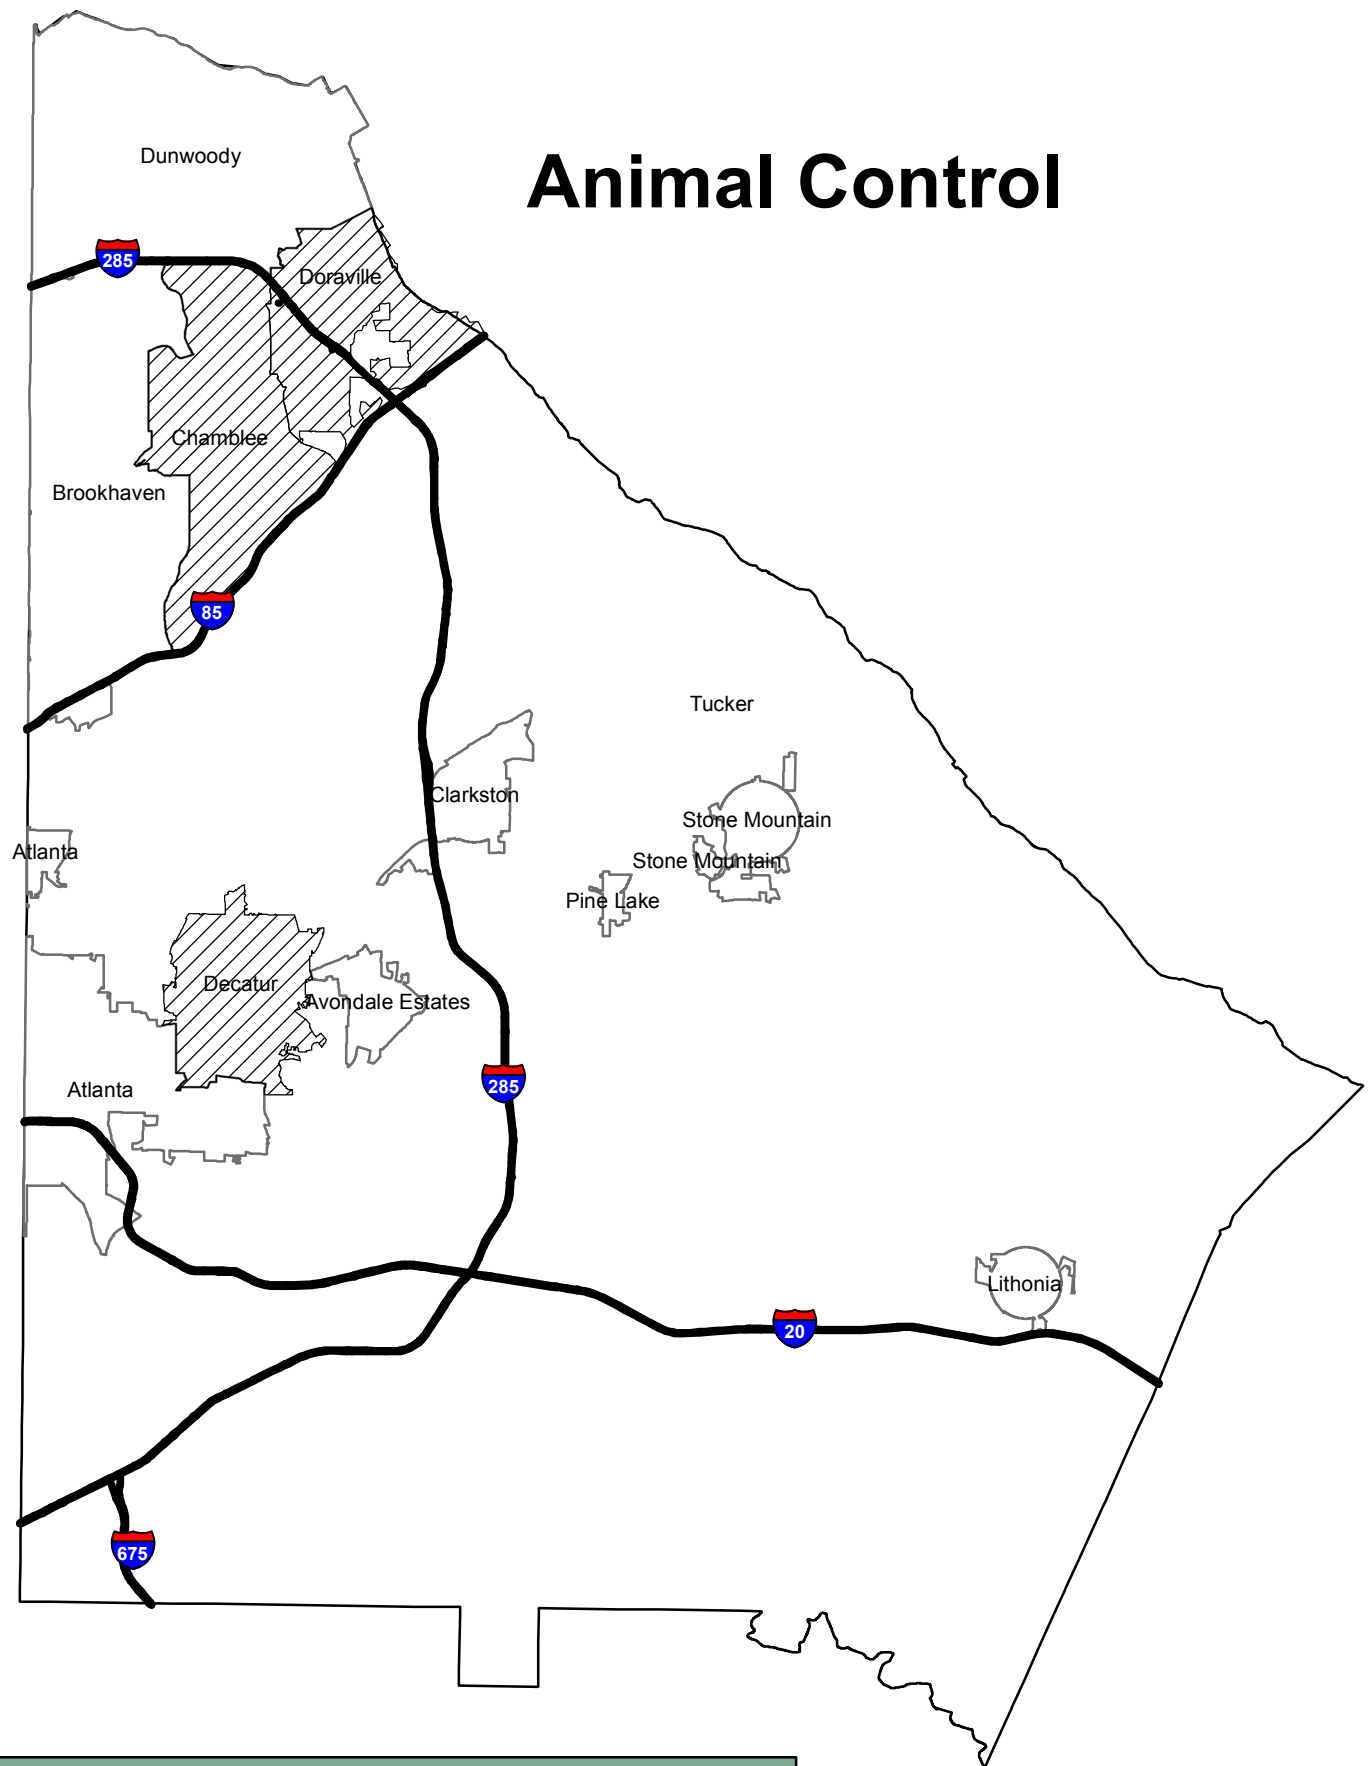 Dunwoody
Animal Control
285
Doraville
Chamblee
Brookhaven
85
Tucker
Clarkston
Stone Mountain
Atlanta
Stone Mountain
Pine Lake
Decatur
Avondale Estates
285
Atlanta
Lithonia
20
675